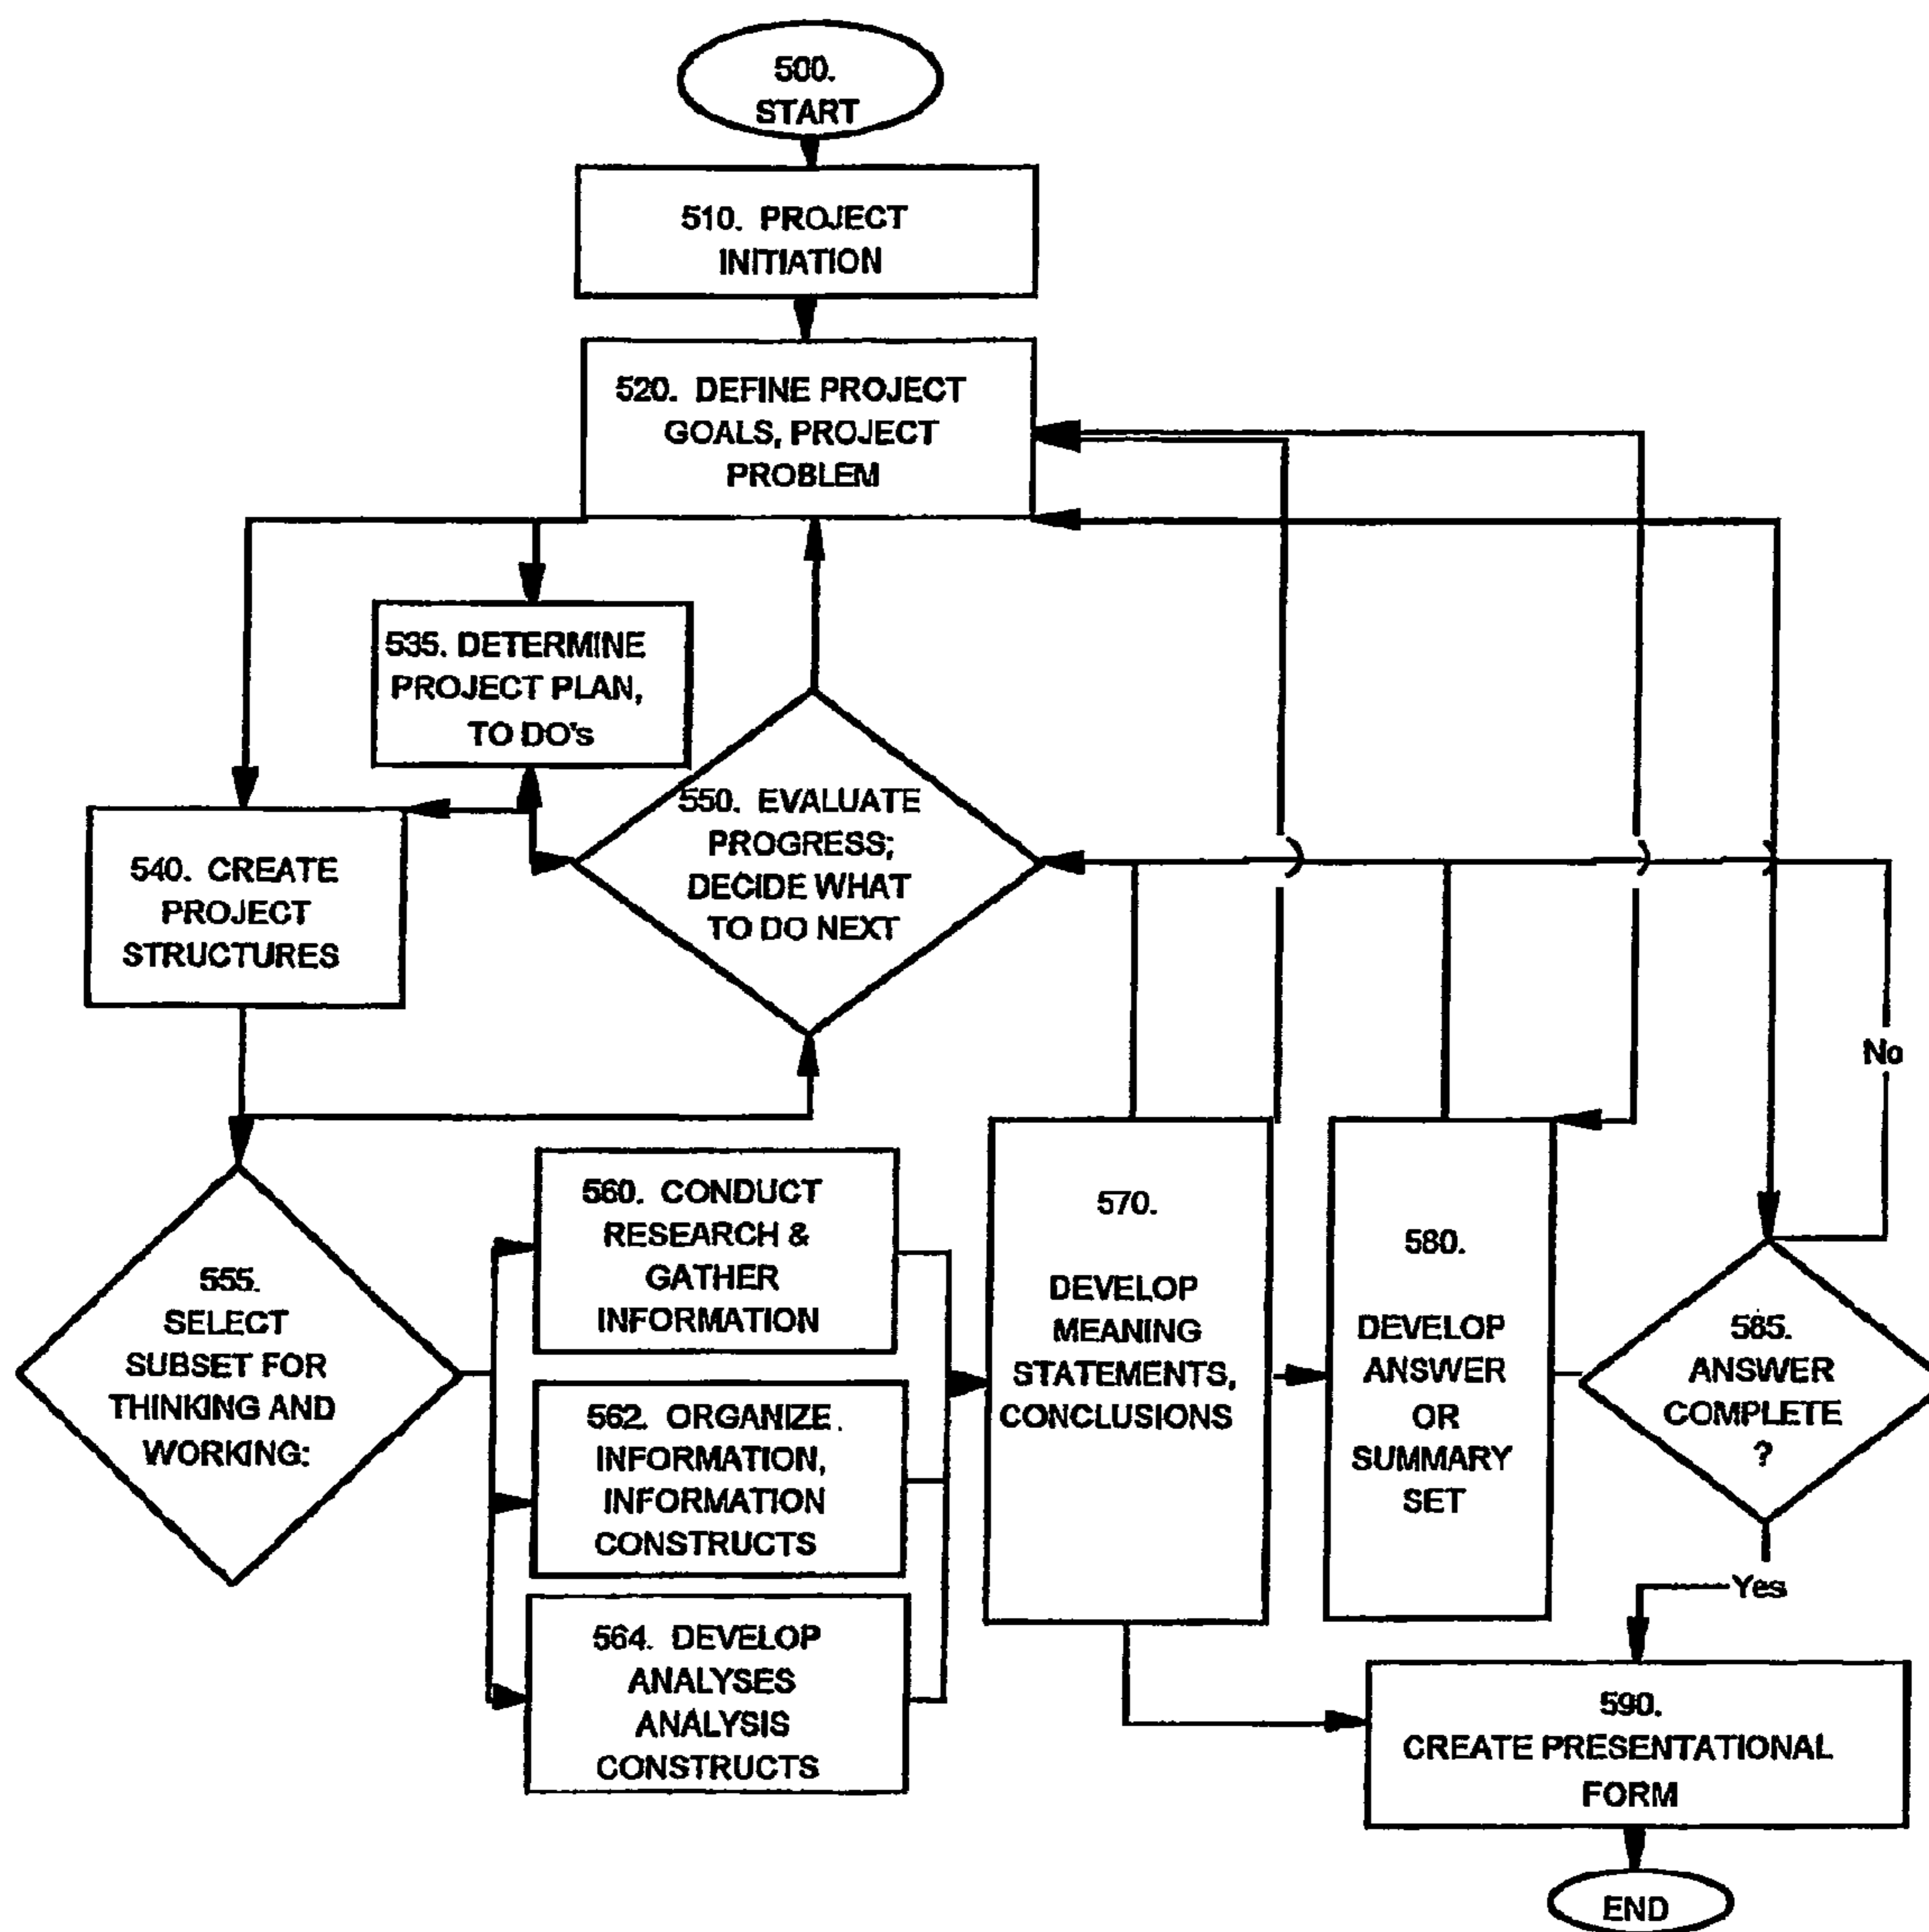 500.
START
510. PROJECT
INITIATION
520. DEFINE PROJECT
GOALS, PROJECT
PROBLEM
535. DETERMINE
PROJECT PLAN,
TO DO's
550. EVALUATE
PROGRESS;
DECIDE WHAT
TO DO NEXT
540. CREATE
PROJECT
STRUCTURES
No
555.
SELECT
SUBSET FOR
THINKING AND
WORKING:
560. CONDUCT
RESEARCH &
GATHER
INFORMATION
562. ORGANIZE
INFORMATION,
INFORMATION
CONSTRUCTS
564. DEVELOP
ANALYSES
ANALYSIS
CONSTRUCTS
570.
DEVELOP
MEANING
STATEMENTS,
CONCLUSIONS
580.
DEVELOP
ANSWER
OR
SUMMARY
SET
585.
ANSWER
COMPLETE
?
Yes
590.
CREATE PRESENTATIONAL
FORM
END